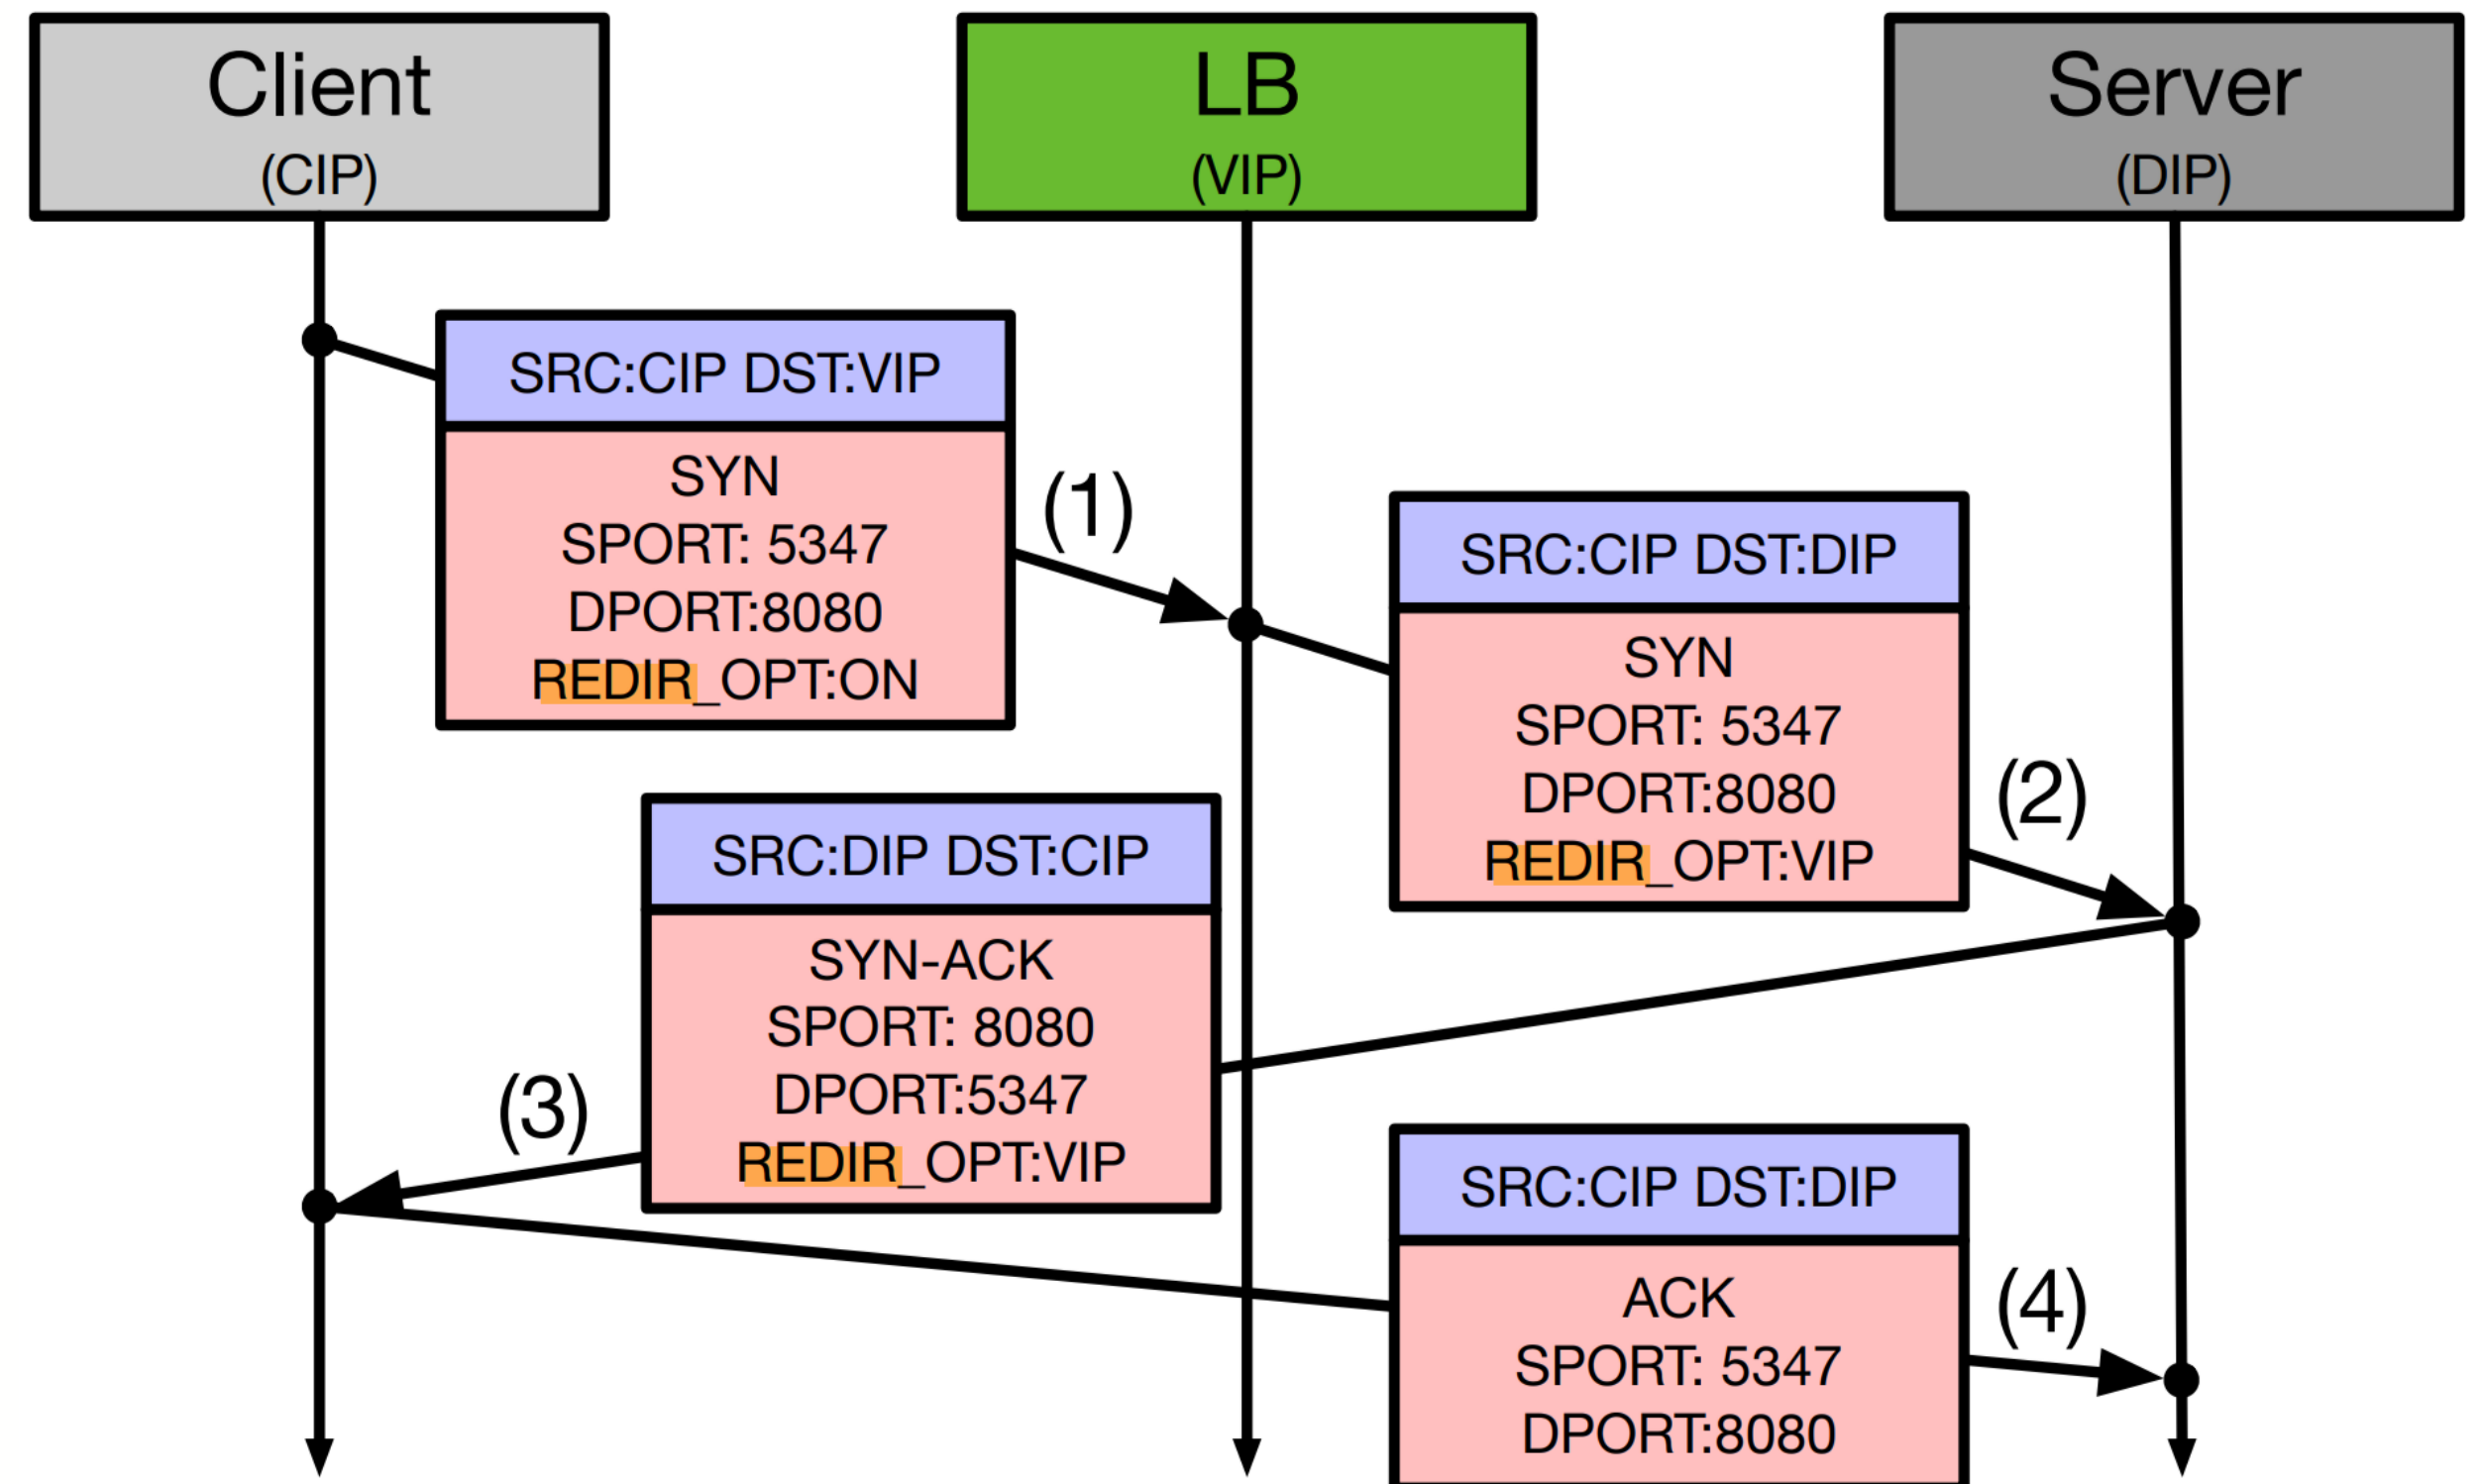 Client
(CIP)
LB
(VIP)
Server
(DIP)
SRC:CIP DST:VIP
SYN
SPORT: 5347
DPORT:8080
REDIR_OPT:ON
(1)
SRC:CIP DST:DIP
SYN
SPORT: 5347
DPORT:8080
REDIR_OPT:VIP
(2)
SRC:DIP DST:CIP
SYN-ACK
SPORT: 8080
DPORT:5347
REDIR_OPT:VIP
(3)
SRC:CIP DST:DIP
ACK
SPORT: 5347
DPORT:8080
(4)